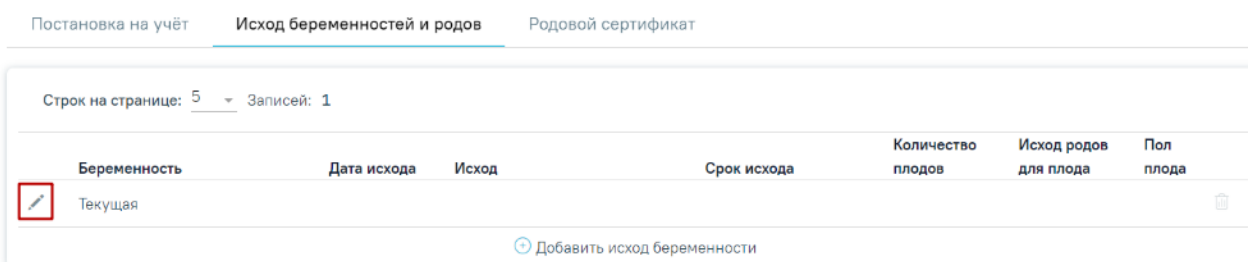 Постановка на учёт Исход беременностей и родов Родовой сертификат
Строк на странице: 5 Записей: 1
Беременность Дата исхода Исход Срок исхода Количество плодов Исход родов для плода Пол плода
Текущая
Добавить исход беременности